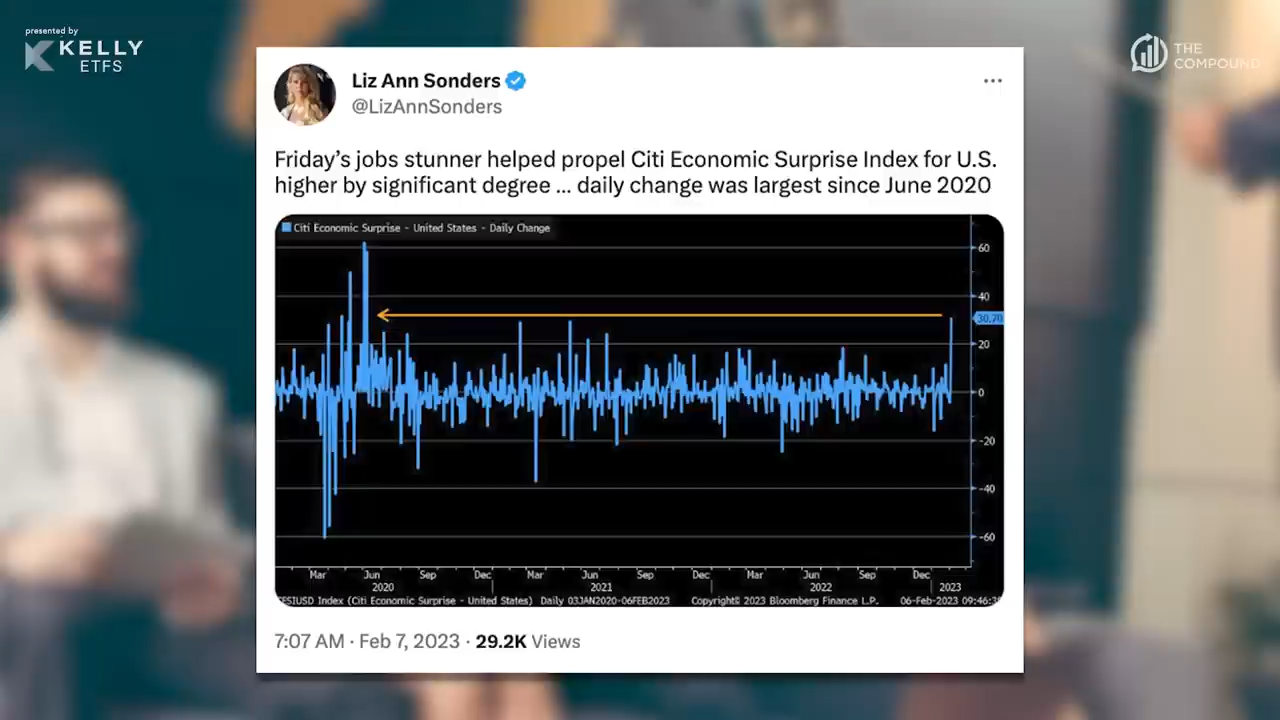 presented by
KELLY
ETFS
THE
COMPOUND
Liz Ann Sonders
@LizAnnSonders
Friday's jobs stunner helped propel Citi Economic Surprise Index for U.S.
higher by significant degree ... daily change was largest since June 2020
Citi Economic Surprise - United States - Daily Change
60
40
30.70
20
0
-20
-40
-60
Mar Jun Sep Dec Mar Jun Sep Dec Mar Jun Sep Dec
2020 2021 2022 2023
CESIUSD Index (Citi Economic Surprise - United States) Daily 03JAN2020-06FEB2023 Copyright© 2023 Bloomberg Finance L.P. 06-Feb-2023 09:46:38
7:07 AM · Feb 7, 2023 · 29.2K Views